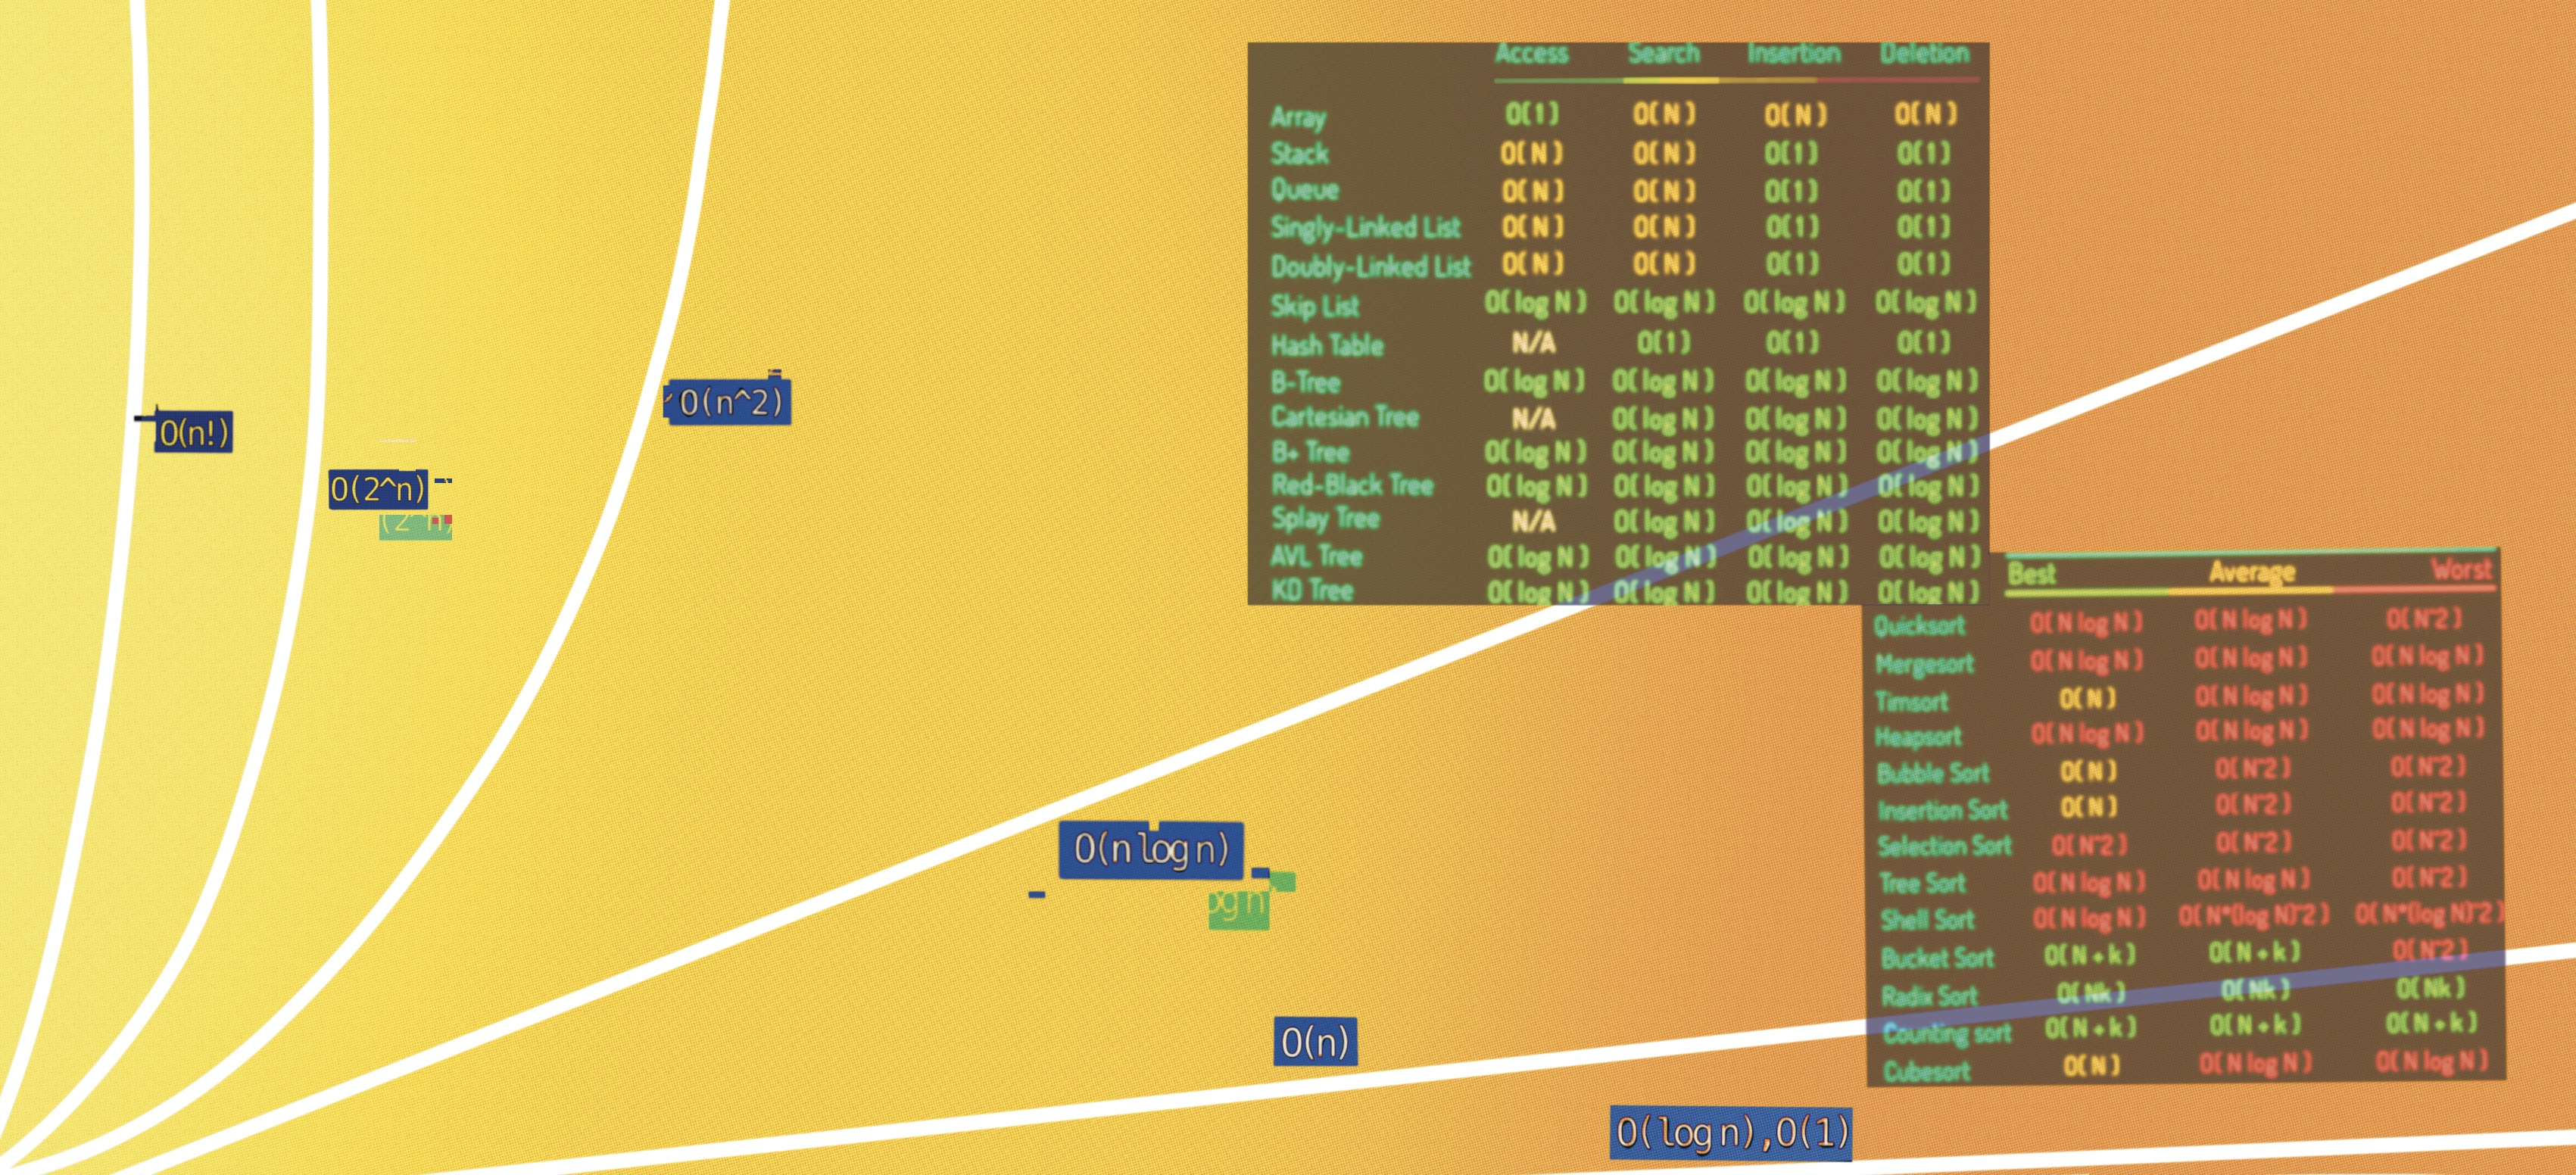 Access Search Insertion Deletion
Array O(1) O(N) O(N) O(N)
Stack O(N) O(N) O(1) O(1)
Queue O(N) O(N) O(1) O(1)
Singly-Linked List O(N) O(N) O(1) O(1)
Doubly-Linked List O(N) O(N) O(1) O(1)
Skip List O(log N) O(log N) O(log N) O(log N)
Hash Table N/A O(1) O(1) O(1)
B-Tree O(log N) O(log N) O(log N) O(log N)
Cartesian Tree N/A O(log N) O(log N) O(log N)
B+ Tree O(log N) O(log N) O(log N) O(log N)
Red-Black Tree O(log N) O(log N) O(log N) O(log N)
Splay Tree N/A O(log N) O(log N) O(log N)
AVL Tree O(log N) O(log N) O(log N) O(log N)
KD Tree O(log N) O(log N) O(log N) O(log N)
O(n!)
O(2^n)
(2^n)
O(n^2)
Best Average Worst
Quicksort O(N log N) O(N log N) O(N^2)
Mergesort O(N log N) O(N log N) O(N log N)
Timsort O(N) O(N log N) O(N log N)
Heapsort O(N log N) O(N log N) O(N log N)
Bubble Sort O(N) O(N^2) O(N^2)
Insertion Sort O(N) O(N^2) O(N^2)
Selection Sort O(N^2) O(N^2) O(N^2)
Tree Sort O(N log N) O(N log N) O(N^2)
Shell Sort O(N log N) O(N*(log N)^2) O(N*(log N)^2)
Bucket Sort O(N+k) O(N+k) O(N^2)
Radix Sort O(Nk) O(Nk) O(Nk)
Counting sort O(N+k) O(N+k) O(N+k)
Cubesort O(N) O(N log N) O(N log N)
O(n log n)
og n
O(n)
O(log n),O(1)